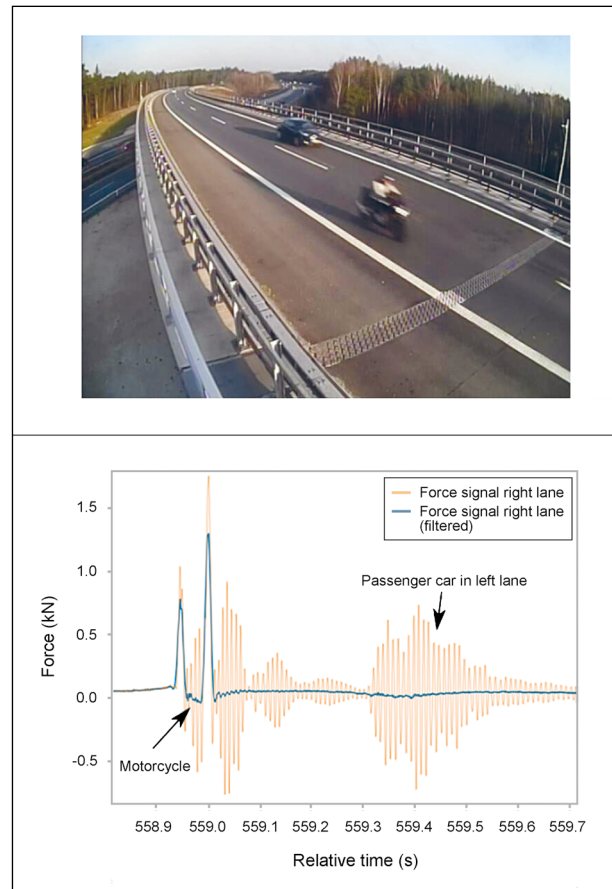 Force signal right lane
Force signal right lane
(filtered)
Passenger car in left lane
Motorcycle
Force (kN)
1.5
1.0
0.5
0.0
-0.5
558.9 559.0 559.1 559.2 559.3 559.4 559.5 559.6 559.7
Relative time (s)